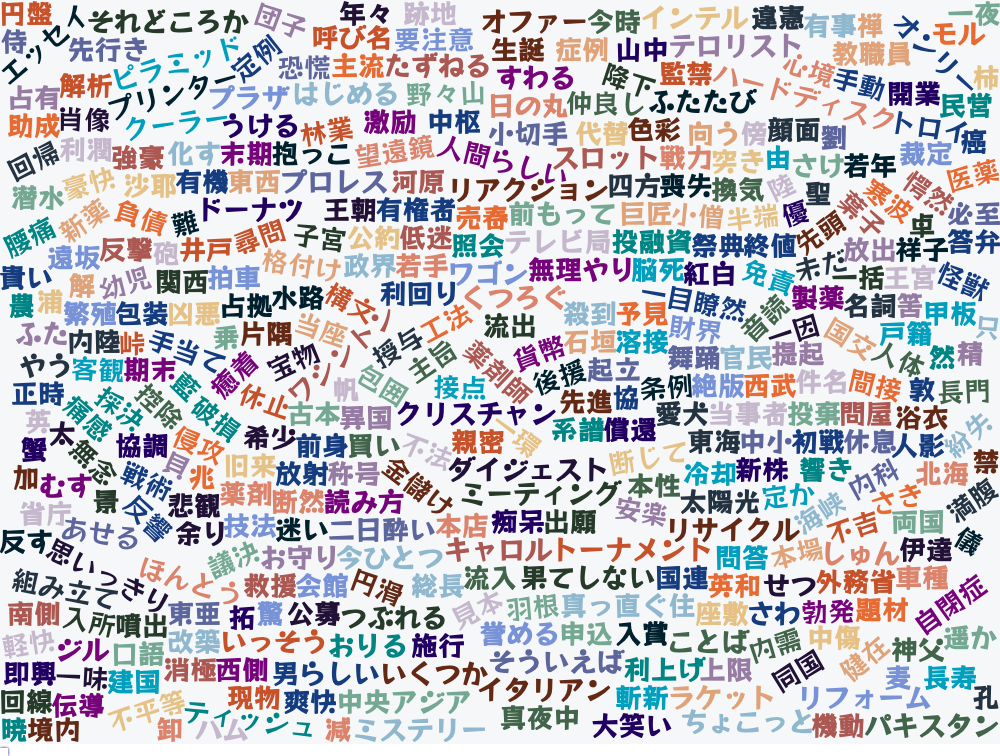 円盤
人
それどころか
団子
年々
跡地
オファー
今時
インテル
違憲
有事
禅
一夜
侍
エッセ
先行き
呼び名
要注意
生誕
症例
山中
テロリスト
教職員
オンリー
モル
占有
解析
ピラミッド
定例
恐慌
主流
たずねる
すわる
降下
監禁
ハードディスク
心境
手動
開業
柿
民営
助成
肖像
プリンター
プラザ
はじめる
野々山
日の丸
仲良し
ふたたび
クーラー
うける
林業
激励
中枢
小切手
代替
色彩
向う
傍
顔面
劉
トロイ
癌
回帰
利潤
強豪
化す
末期
抱っこ
望遠鏡
人間らしい
スロット
戦力
突き
由
さけ
若年
裁定
潜水
豪快
沙耶
有機
東西
プロレス
河原
リアクション
四方
喪失
換気
陸
聖
寒波
愕然
医薬
腰痛
新薬
負債
難
ドーナツ
王朝
有権者
売春
前もって
巨匠
小僧
半端
優
先頭
菓子
卓
必至
遠坂
反撃
砲
井戸
尋問
子宮
公約
低迷
照会
テレビ局
投融資
祭典
終値
未だ
放出
祥子
答弁
貴い
解
幼児
関西
拍車
格付け
政界
若手
ワゴン
無理やり
脳死
紅白
免責
一括
王宮
怪獣
農
浦
繁殖
包装
凶悪
占拠
水路
構文
利回り
くつろぐ
殺到
予見
一目瞭然
音読
製薬
名詞
筈
甲板
只
ふた
内陸
峠
手当て
乗
片隅
当座
ワシントン
授与
工法
流出
石垣
溶接
財界
一因
国交
戸籍
やう
客観
期末
藍
癒着
宝物
主旨
薬剤師
貨幣
後援
起立
舞踊
官民
提起
人体
然
精
正時
痛感
採決
控除
破損
休止
帆
包囲
接点
先進
協
条例
絶版
西武
件名
間接
敦
長門
英
太
古本
異国
クリスチャン
一環
系譜
償還
愛犬
当事者
投棄
問屋
浴衣
蟹
無念
協調
侵攻
希少
前身
買い
不法
親密
東海
中小
初戦
休息
人影
紛失
加
むす
景
戦術
目
兆
旧来
放射
称号
金儲け
ダイジェスト
断じて
冷却
新株
響き
内科
北海
禁
省庁
反響
悲観
薬剤
断然
読み方
ミーティング
本性
太陽光
定か
海峡
さき
満腹
あせる
余り
技法
迷い
二日酔い
本店
痴呆
出願
安楽
リサイクル
不吉
両国
反す
思いっきり
議決
お守り
今ひとつ
キャロル
トーナメント
問答
本場
しゅん
伊達
儀
組み立て
ほんとう
救援
会館
円滑
総長
流入
果てしない
国連
英和
せつ
外務省
車種
南側
入所
噴出
東亜
拓
驚
公募
つぶれる
見本
羽根
真っ直ぐ
住
座敷
さわ
勃発
題材
自閉症
軽快
ジル
口語
改築
いっそう
おりる
施行
誉める
申込
入賞
ことば
内需
中傷
神父
遥か
即興
一味
建国
消極
西側
男らしい
いくつか
そういえば
利上げ
上限
同国
健在
麦
長寿
回線
伝導
不平等
現物
爽快
中央アジア
イタリアン
斬新
ラケット
リフォーム
孔
暁
境内
卸
ティッシュ
ハム
減
ミステリー
真夜中
大笑い
ちょこっと
機動
パキスタン